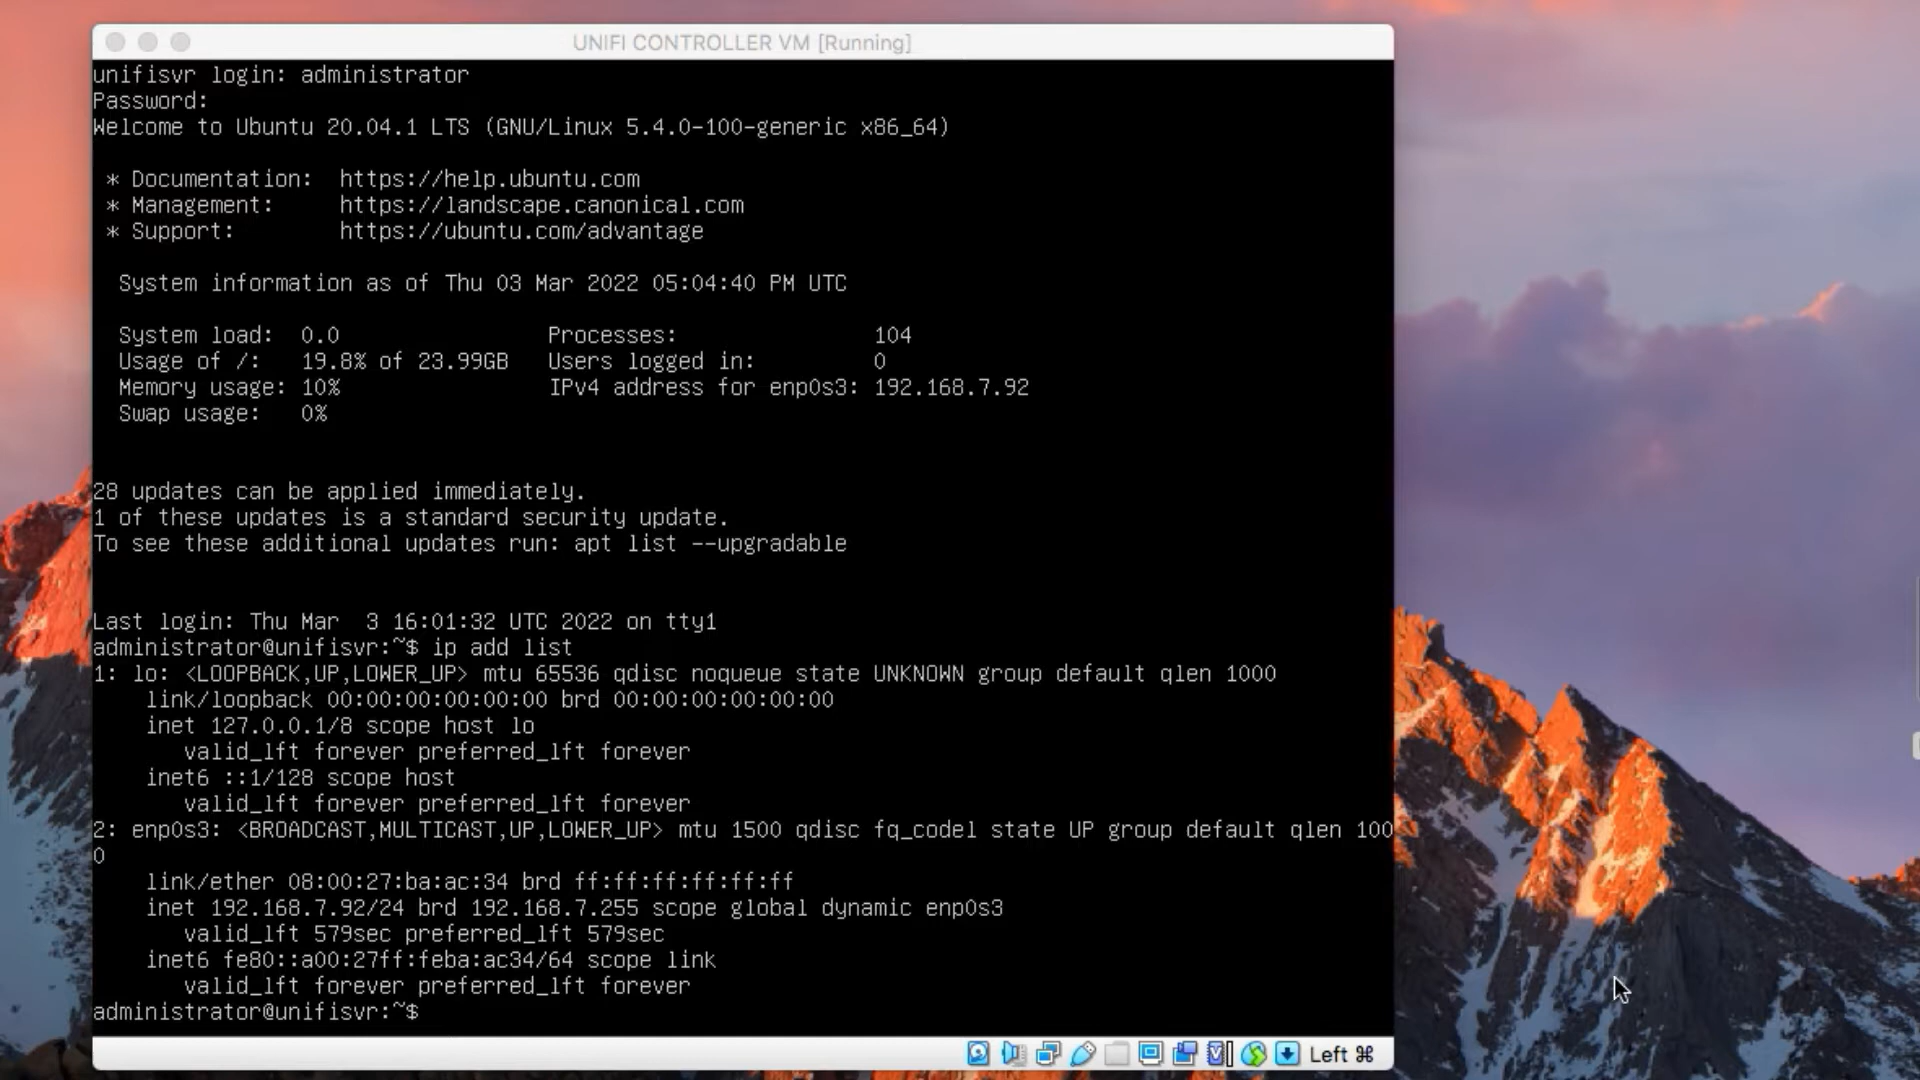 UNIFI CONTROLLER VM [Running]
unifisvr login: administrator
Password:
Welcome to Ubuntu 20.04.1 LTS (GNU/Linux 5.4.0-100-generic x86_64)
* Documentation:  https://help.ubuntu.com
* Management:     https://landscape.canonical.com
* Support:        https://ubuntu.com/advantage
System information as of Thu 03 Mar 2022 05:04:40 PM UTC
System load:  0.0                Processes:               104
Usage of /:   19.8% of 23.99GB   Users logged in:         0
Memory usage: 10%                IPv4 address for enp0s3: 192.168.7.92
Swap usage:   0%
28 updates can be applied immediately.
1 of these updates is a standard security update.
To see these additional updates run: apt list --upgradable
Last login: Thu Mar  3 16:01:32 UTC 2022 on tty1
administrator@unifisvr:~$ ip add list
1: lo: <LOOPBACK,UP,LOWER_UP> mtu 65536 qdisc noqueue state UNKNOWN group default qlen 1000
link/loopback 00:00:00:00:00:00 brd 00:00:00:00:00:00
inet 127.0.0.1/8 scope host lo
valid_lft forever preferred_lft forever
inet6 ::1/128 scope host
valid_lft forever preferred_lft forever
2: enp0s3: <BROADCAST,MULTICAST,UP,LOWER_UP> mtu 1500 qdisc fq_codel state UP group default qlen 100
0
link/ether 08:00:27:ba:ac:34 brd ff:ff:ff:ff:ff:ff
inet 192.168.7.92/24 brd 192.168.7.255 scope global dynamic enp0s3
valid_lft 579sec preferred_lft 579sec
inet6 fe80::a00:27ff:feba:ac34/64 scope link
valid_lft forever preferred_lft forever
administrator@unifisvr:~$
Left ⌘